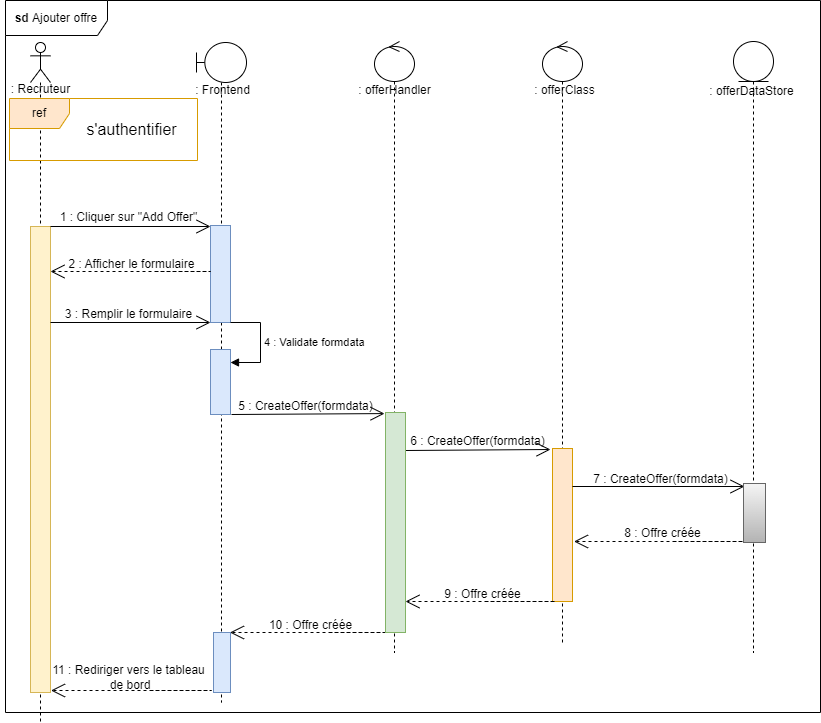 sd Ajouter offre
: Recruteur
: Frontend
: offerHandler
: offerClass
: offerDataStore
ref
s'authentifier
1 : Cliquer sur "Add Offer"
2 : Afficher le formulaire
3 : Remplir le formulaire
4 : Validate formdata
5 : CreateOffer(formdata)
6 : CreateOffer(formdata)
7 : CreateOffer(formdata)
8 : Offre créée
9 : Offre créée
10 : Offre créée
11 : Rediriger vers le tableau
de bord